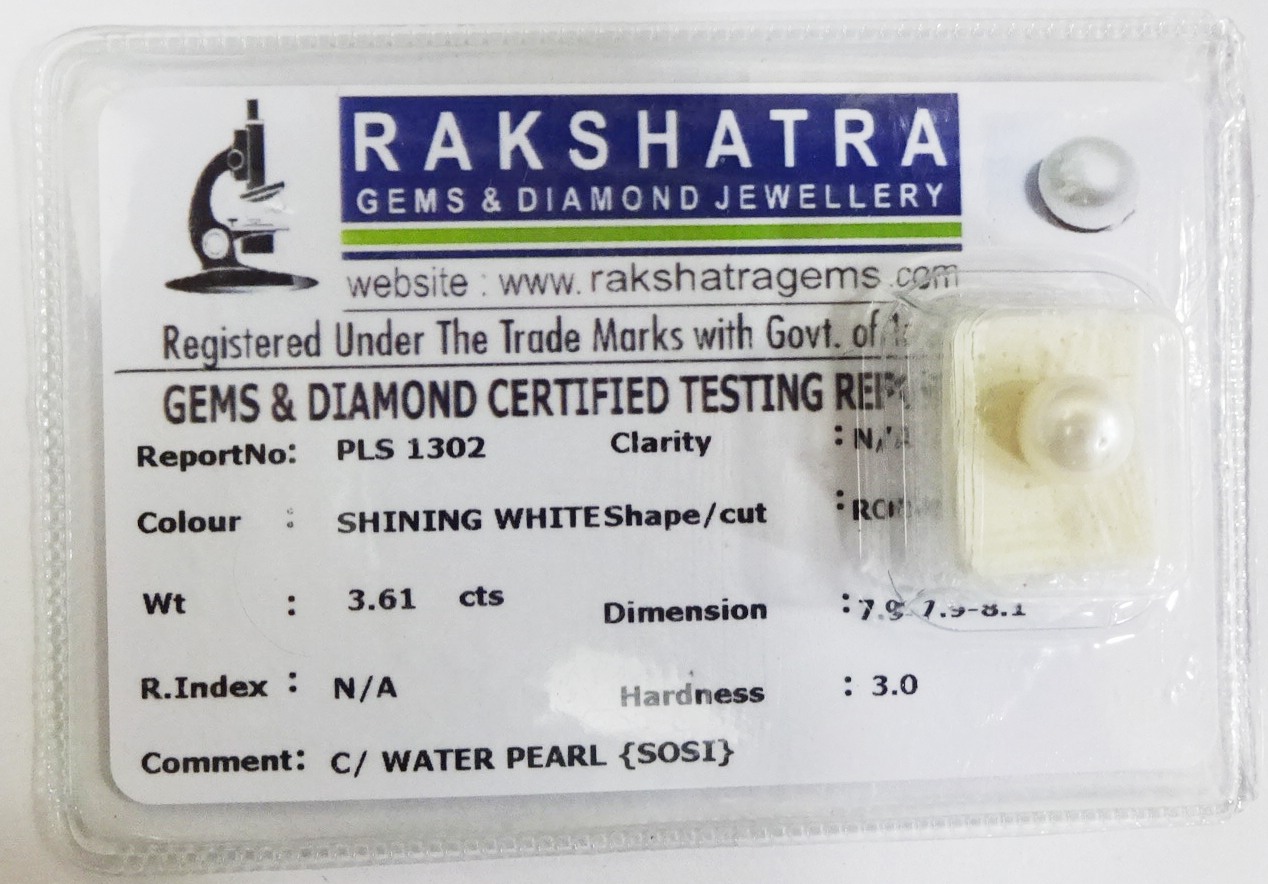 RAKSHATRA
GEMS & DIAMOND JEWELLERY
website : www. rakshatragems .com
Registered Under The Trade Marks with Govt. of
GEMS & DIAMOND CERTIFIED TESTING
ReportNo: PLS 1302 Clarity : N/A
Colour : SHINING WHITE Shape/cut :
Wt : 3.61 cts Dimension :
R.Index : N/A Hardness : 3.0
Comment: C/ WATER PEARL {SOSI}